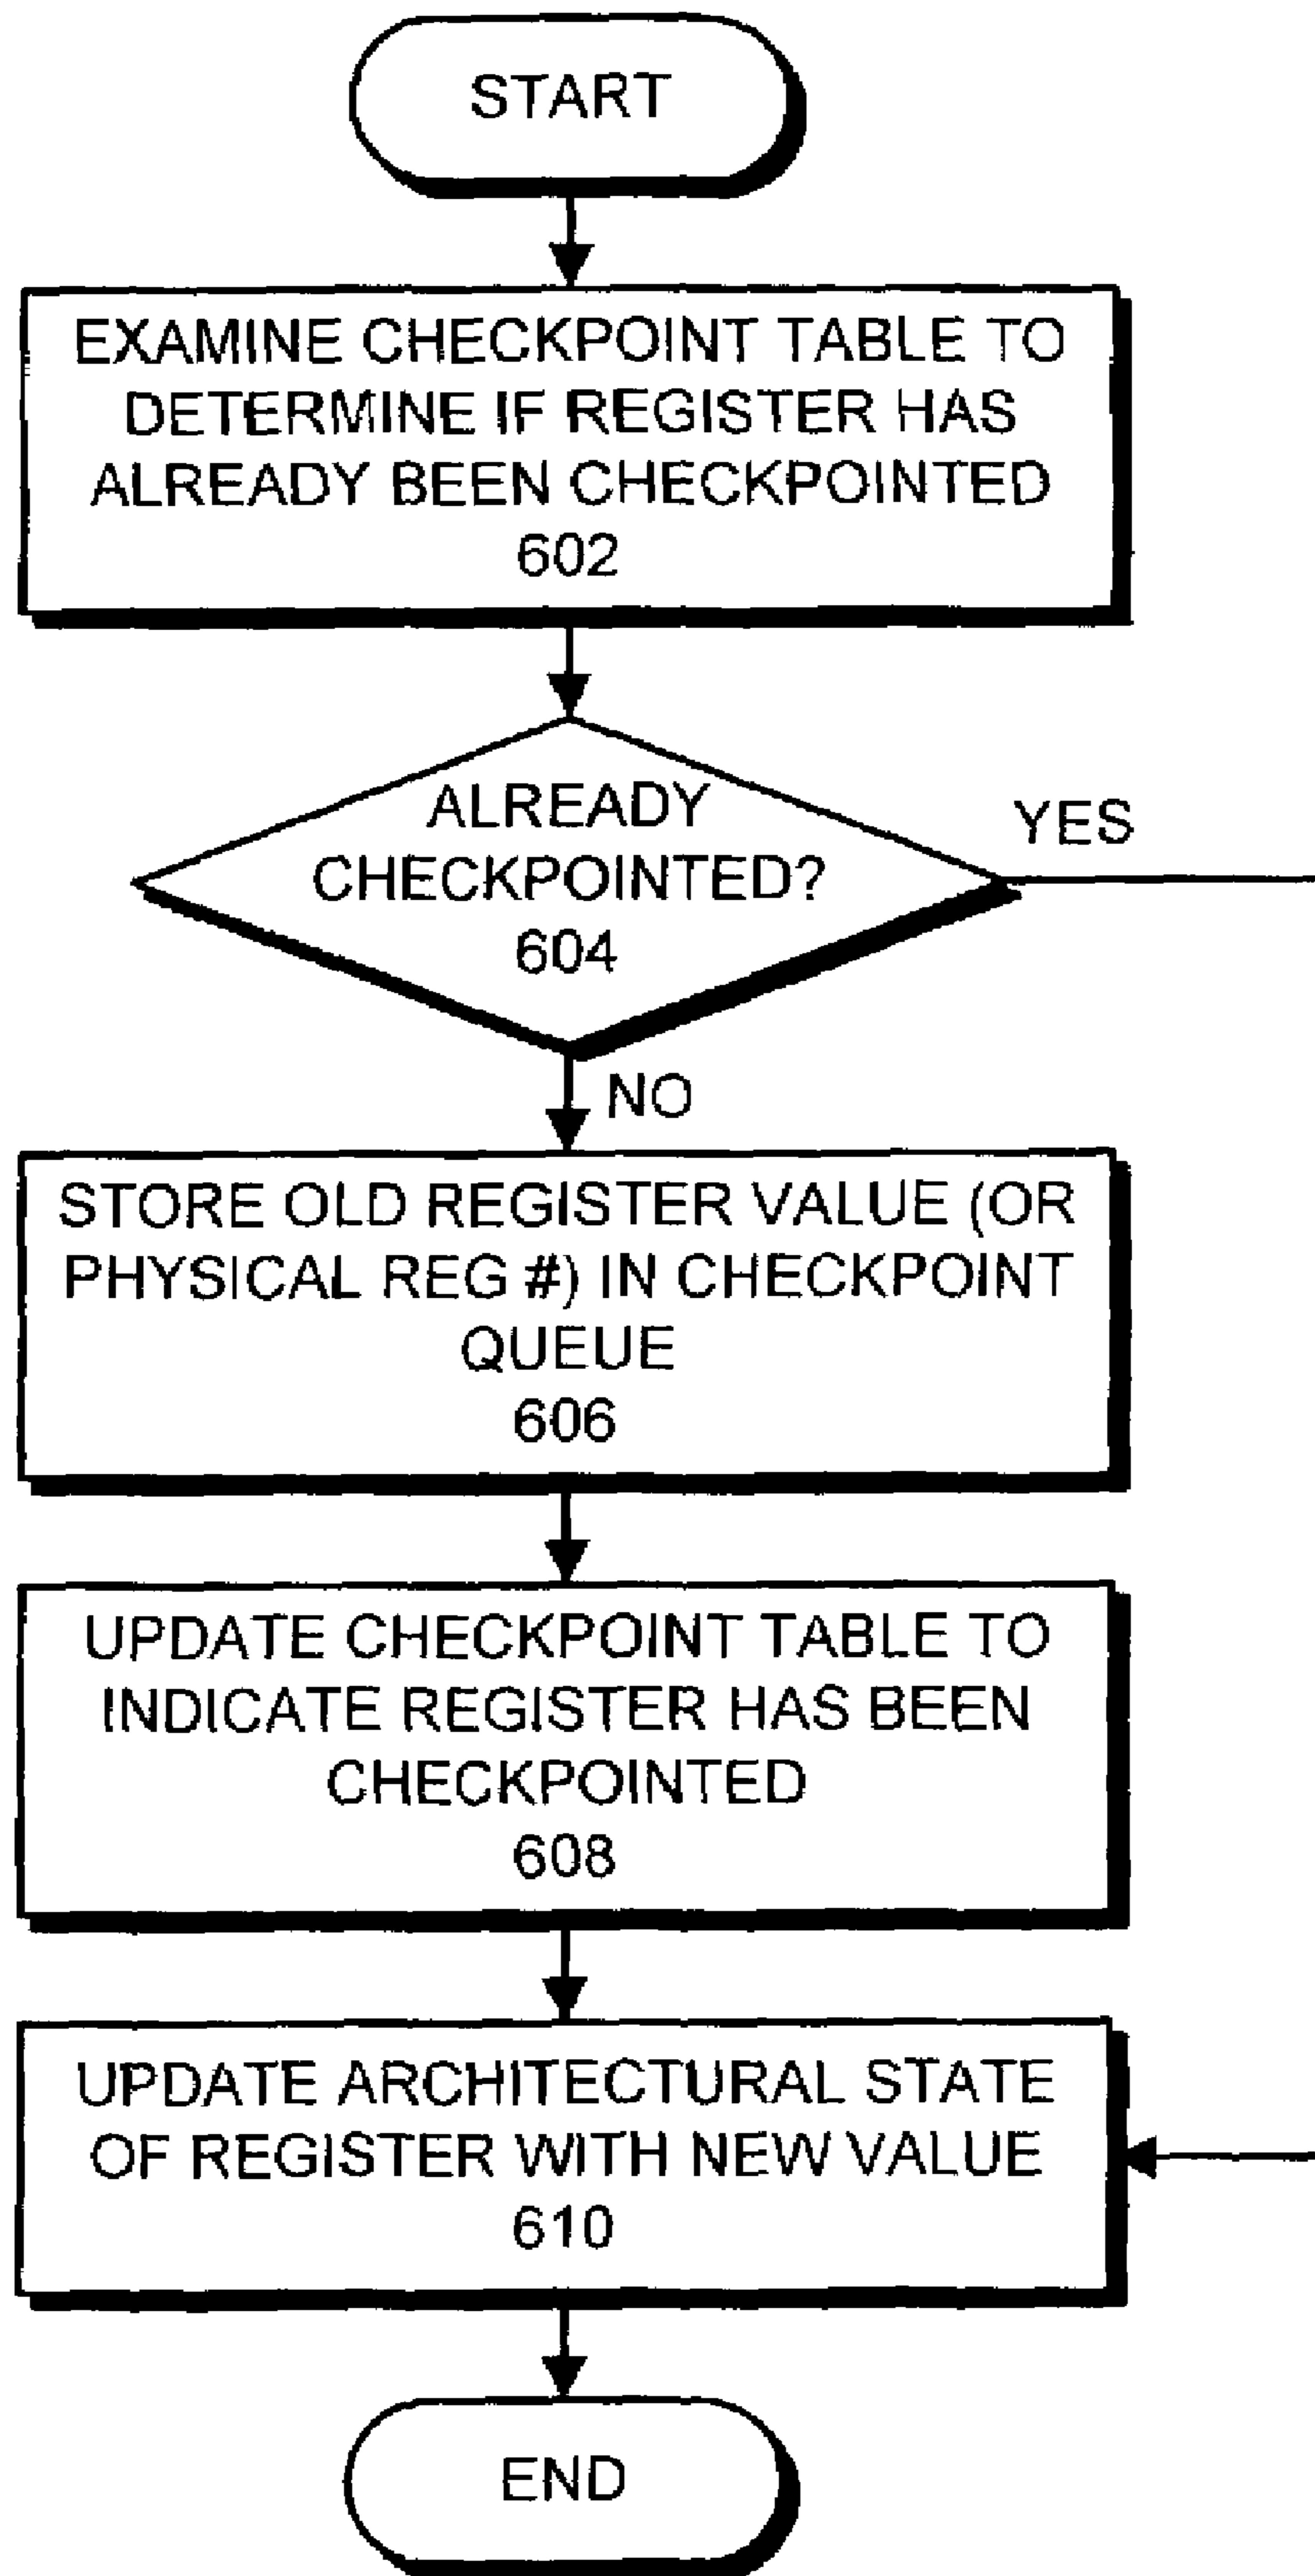 START
EXAMINE CHECKPOINT TABLE TO
DETERMINE IF REGISTER HAS
ALREADY BEEN CHECKPOINTED
602
ALREADY
CHECKPOINTED?
604
YES
NO
STORE OLD REGISTER VALUE (OR
PHYSICAL REG #) IN CHECKPOINT
QUEUE
606
UPDATE CHECKPOINT TABLE TO
INDICATE REGISTER HAS BEEN
CHECKPOINTED
608
UPDATE ARCHITECTURAL STATE
OF REGISTER WITH NEW VALUE
610
END